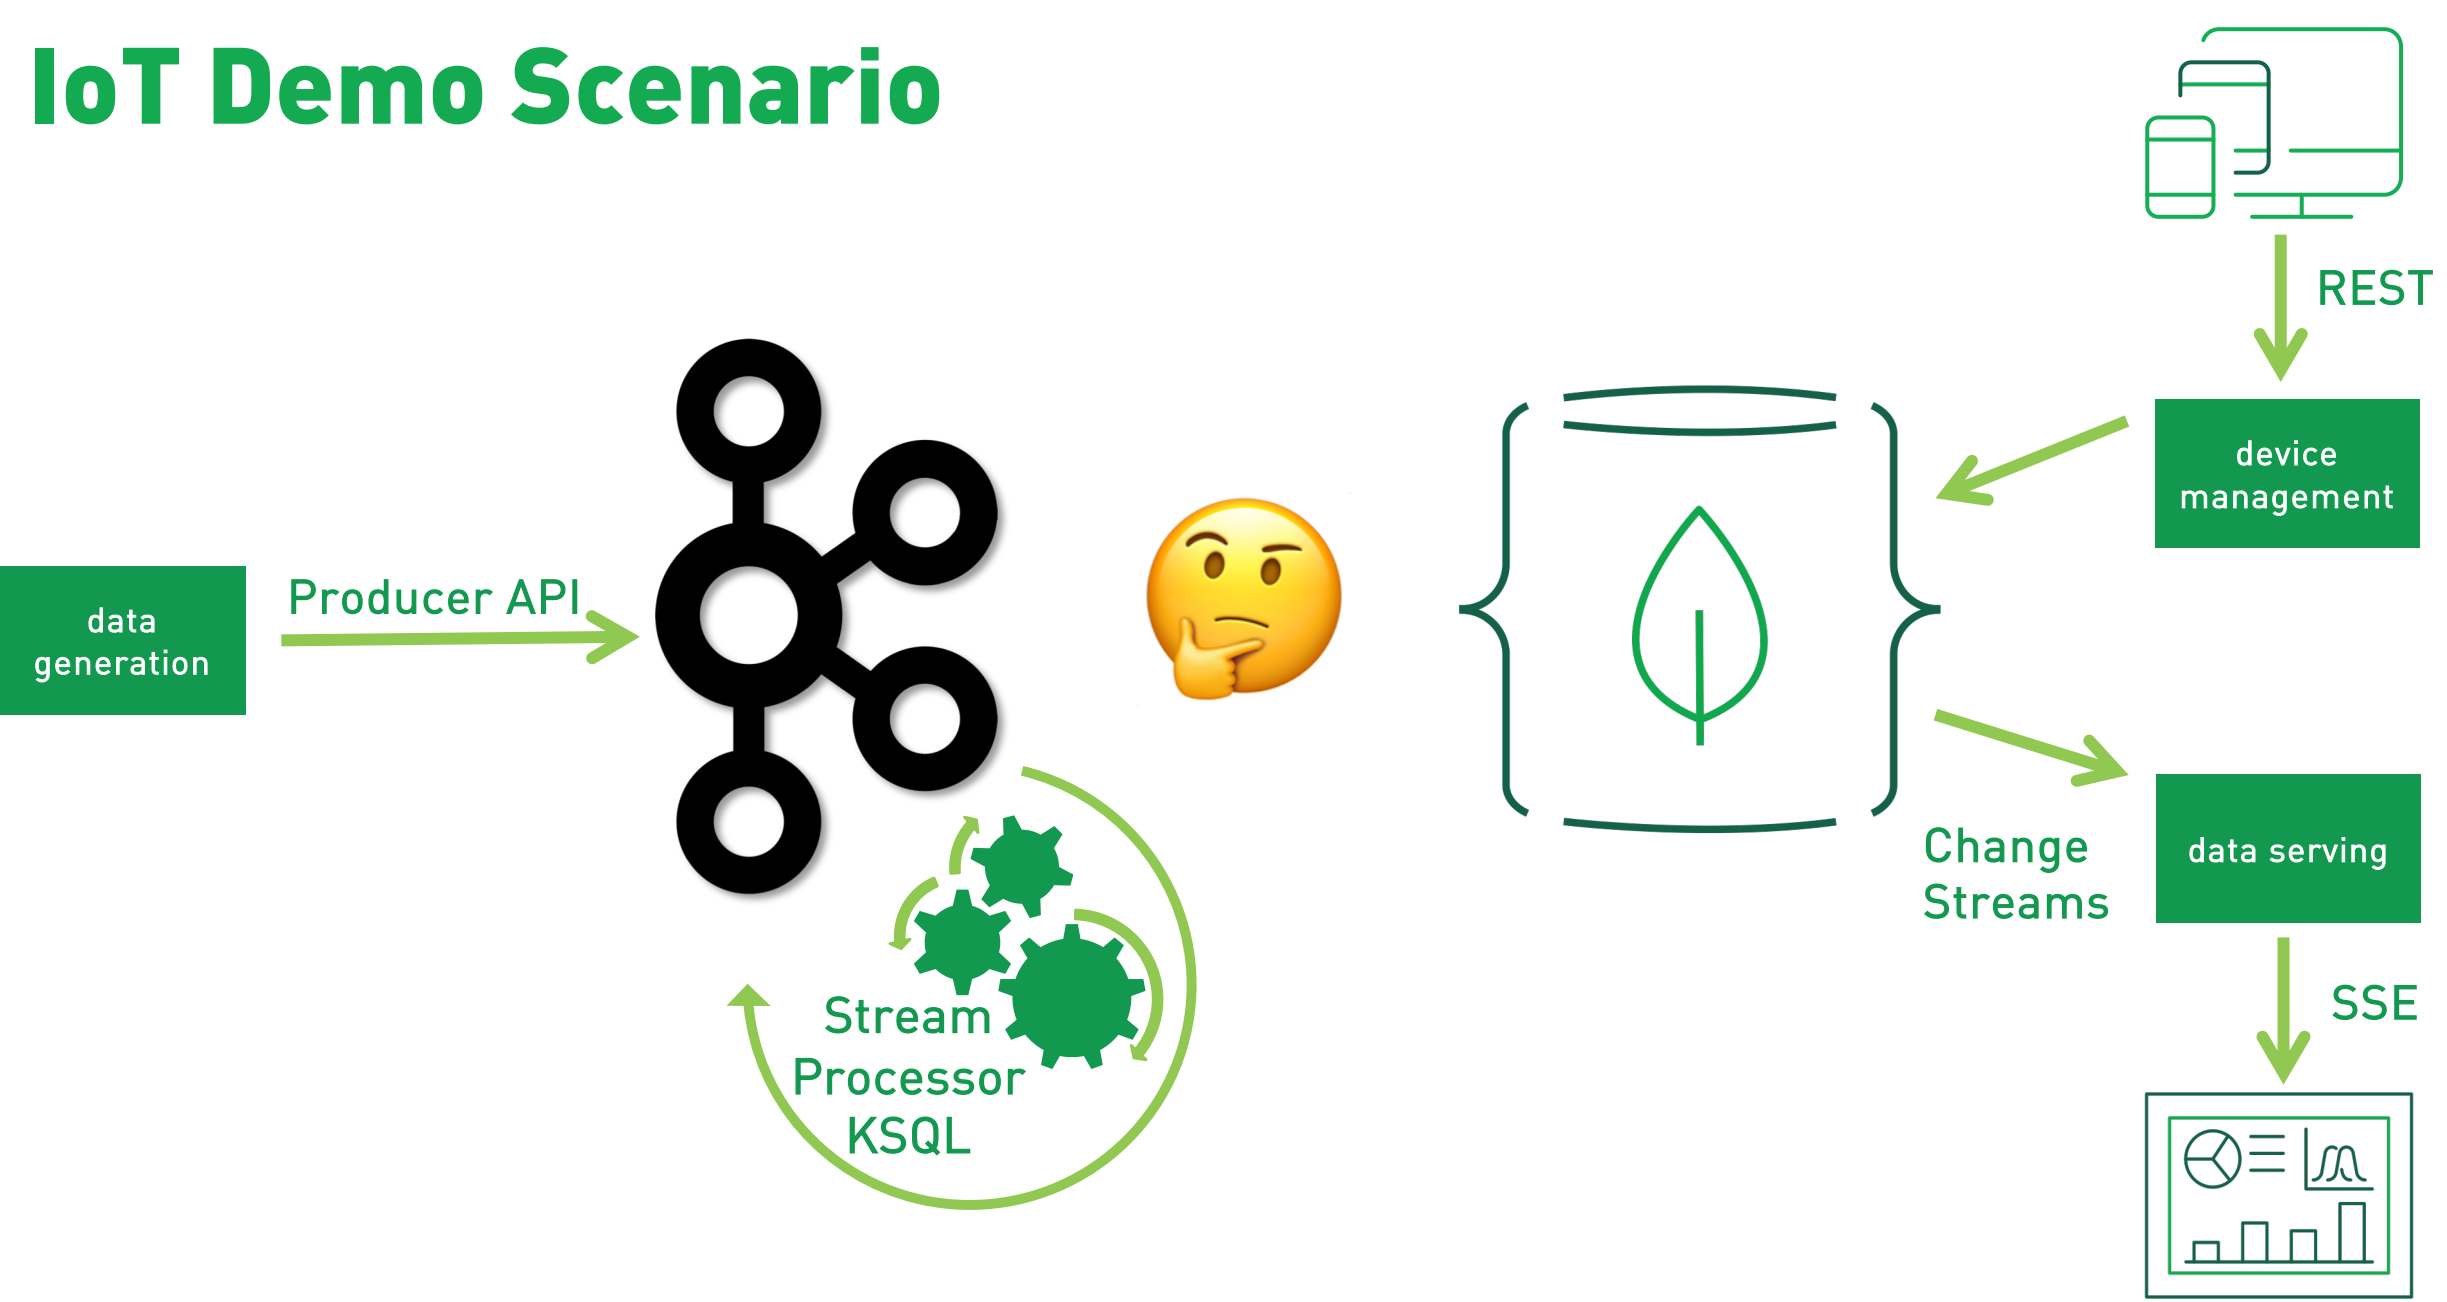 IoT Demo Scenario
REST
device
management
Producer API
data
generation
Change
Streams
data serving
SSE
Stream
Processor
KSQL